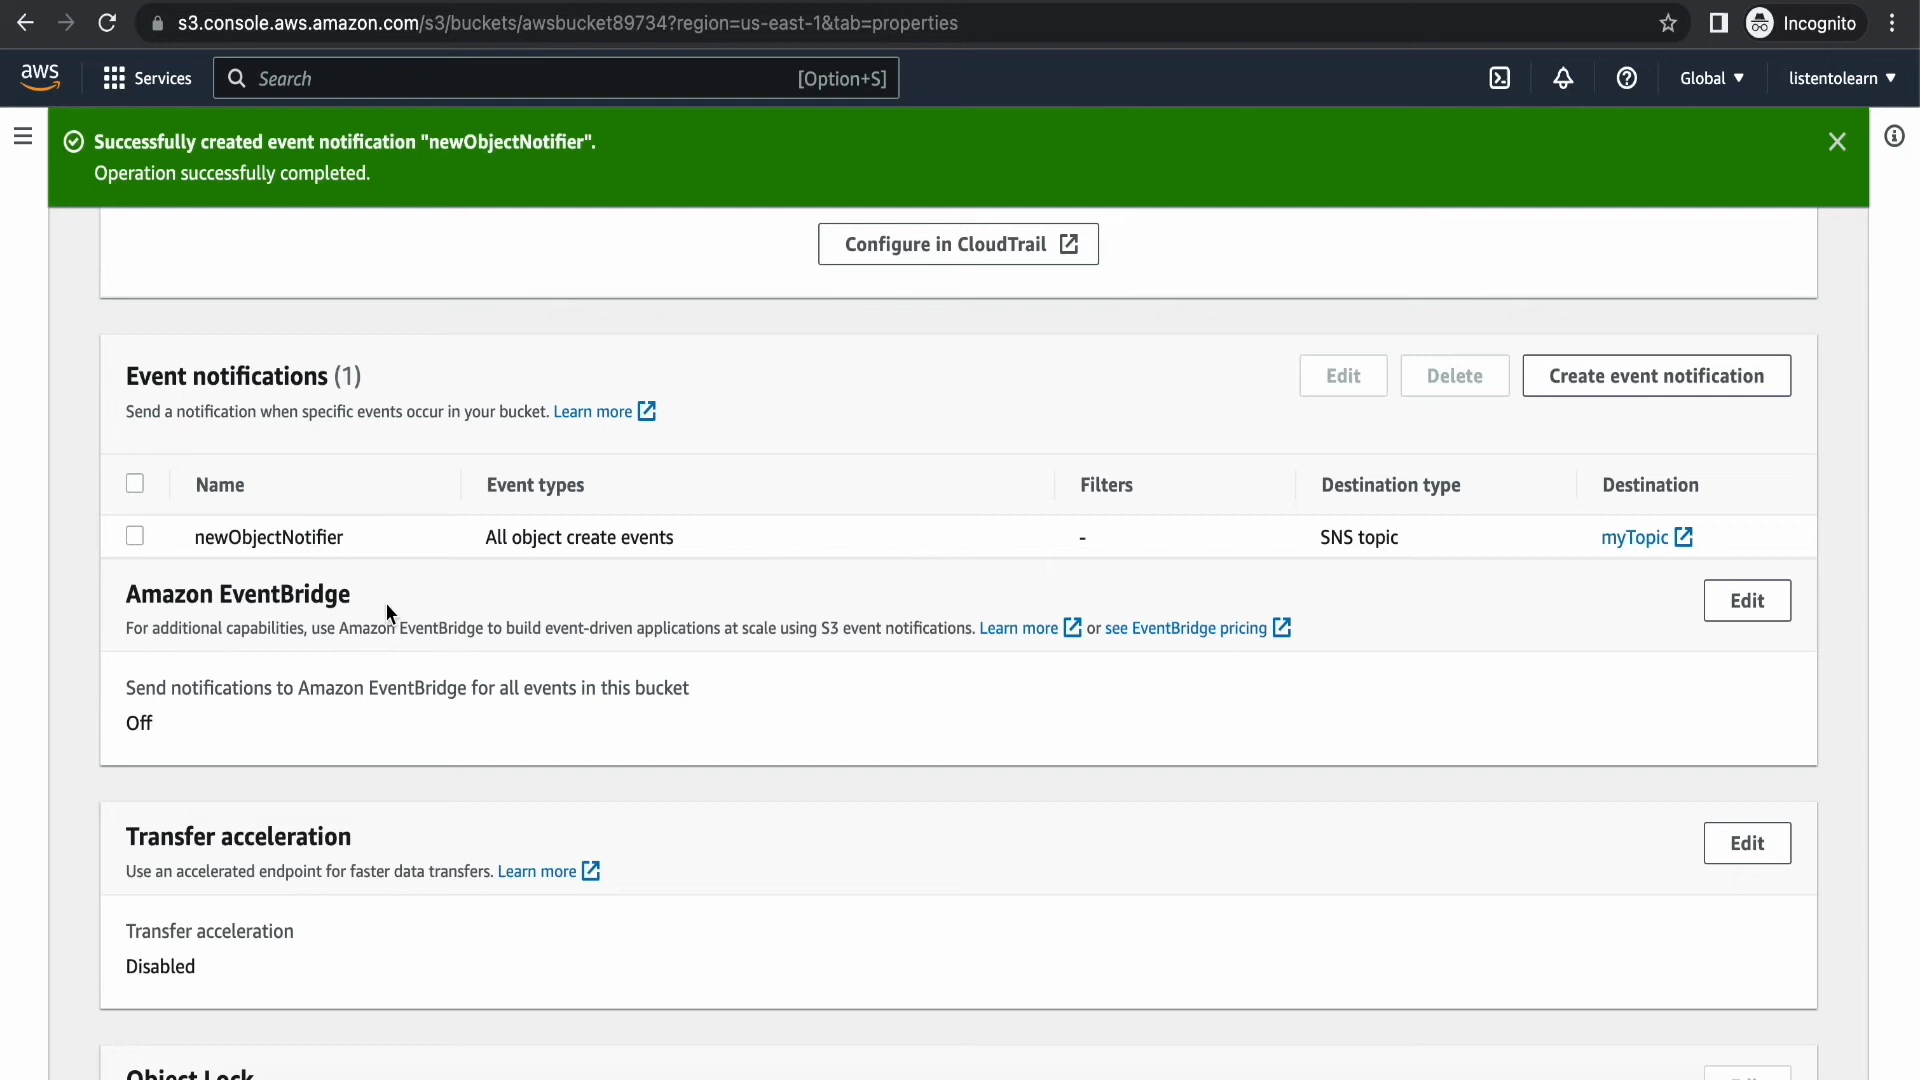 s3.console.aws.amazon.com/s3/buckets/awsbucket89734?region=us-east-1&tab=properties
Incognito
aws
Services
Search
[Option+S]
Global
listentolearn
Successfully created event notification "newObjectNotifier".
Operation successfully completed.
Configure in CloudTrail
Event notifications (1)
Edit
Delete
Create event notification
Send a notification when specific events occur in your bucket. Learn more
Name Event types Filters Destination type Destination
newObjectNotifier All object create events - SNS topic myTopic
Amazon EventBridge
Edit
For additional capabilities, use Amazon EventBridge to build event-driven applications at scale using S3 event notifications. Learn more or see EventBridge pricing
Send notifications to Amazon EventBridge for all events in this bucket
Off
Transfer acceleration
Edit
Use an accelerated endpoint for faster data transfers. Learn more
Transfer acceleration
Disabled
Object Lock